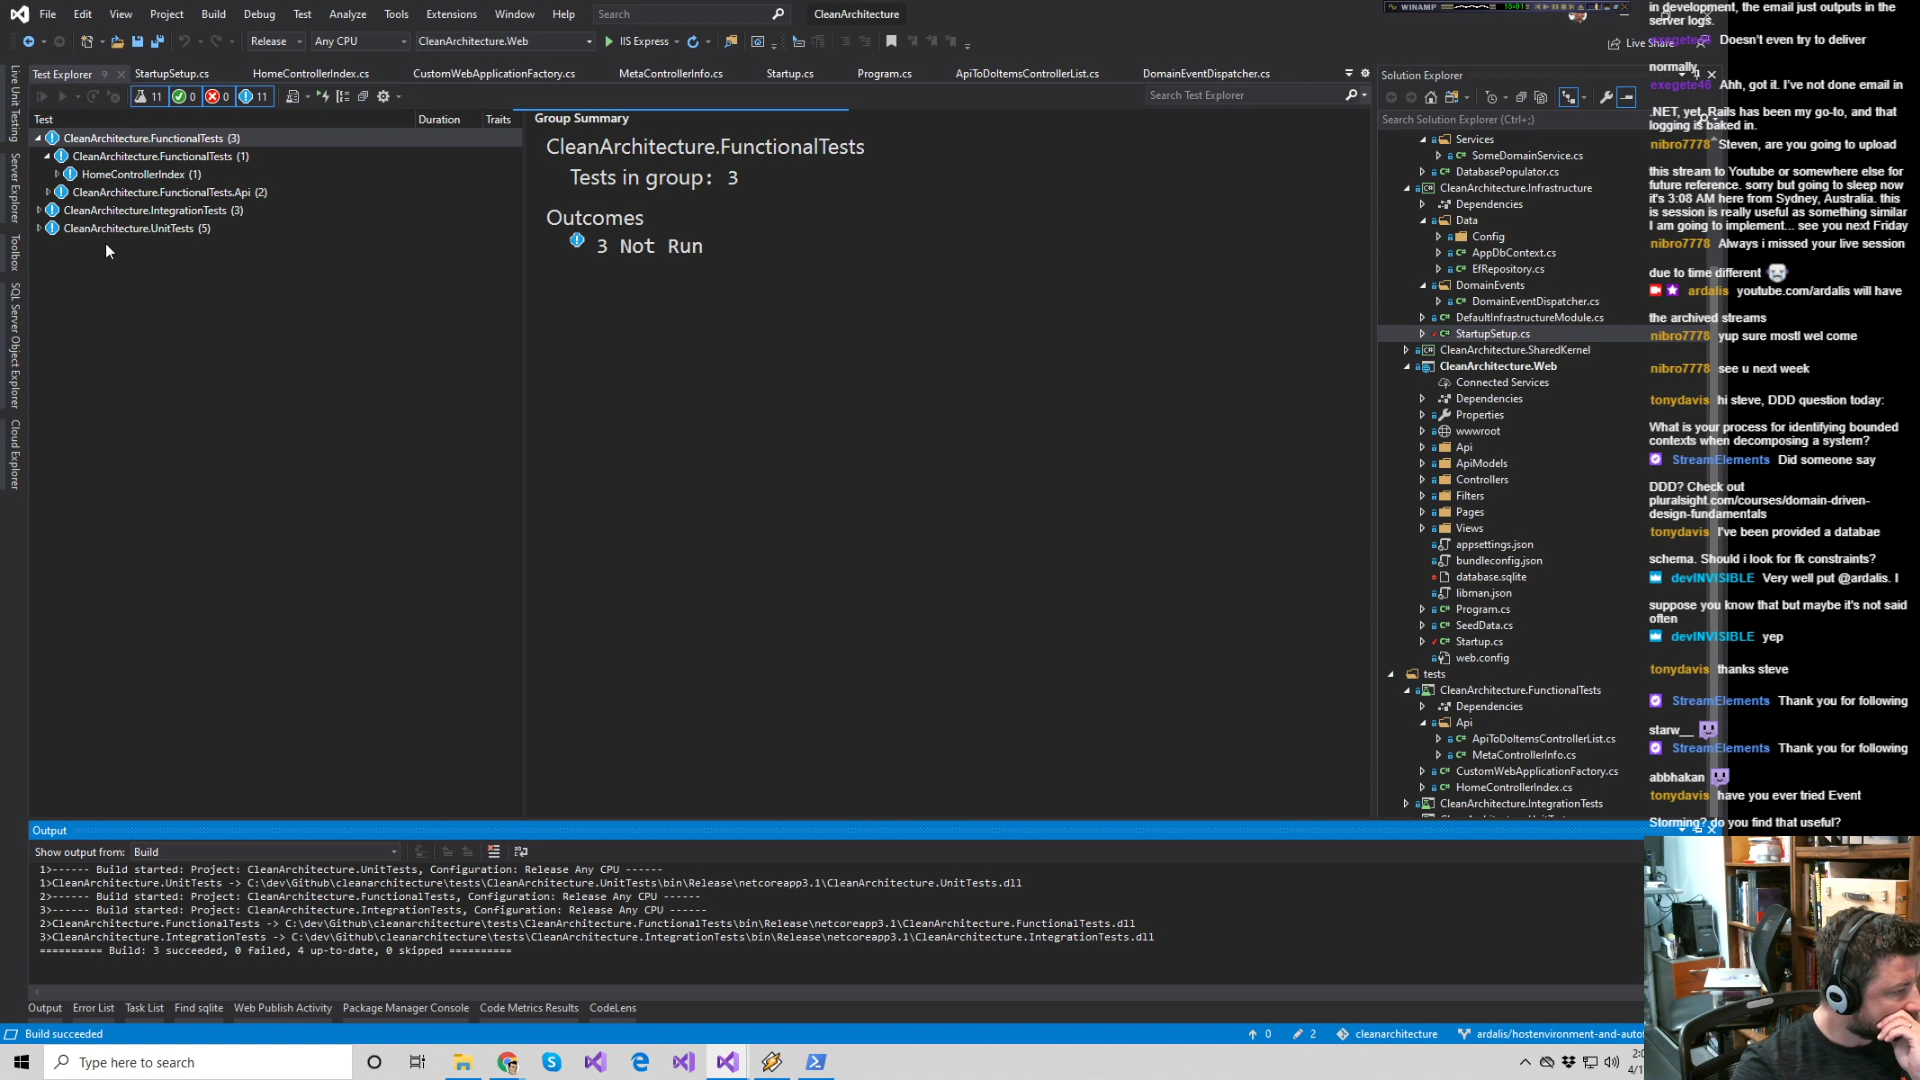 File Edit View Project Build Debug Test Analyze Tools Extensions Window Help Search CleanArchitecture
Release Any CPU CleanArchitecture.Web IIS Express Live Share
Test Explorer StartupSetup.cs HomeControllerIndex.cs CustomWebApplicationFactory.cs MetaControllerInfo.cs Startup.cs Program.cs ApiToDoItemsControllerList.cs DomainEventDispatcher.cs
11 0 0 11
Search Test Explorer
Test Duration Traits
CleanArchitecture.FunctionalTests (3)
CleanArchitecture.FunctionalTests (1)
HomeControllerIndex (1)
CleanArchitecture.FunctionalTests.Api (2)
CleanArchitecture.IntegrationTests (3)
CleanArchitecture.UnitTests (5)
Live Unit Testing
Server Explorer
Toolbox
SQL Server Object Explorer
Cloud Explorer
Group Summary
CleanArchitecture.FunctionalTests
Tests in group: 3
Outcomes
3 Not Run
Solution Explorer
Search Solution Explorer (Ctrl+;)
Services
SomeDomainService.cs
DatabasePopulator.cs
CleanArchitecture.Infrastructure
Dependencies
Data
Config
AppDbContext.cs
EfRepository.cs
DomainEvents
DomainEventDispatcher.cs
DefaultInfrastructureModule.cs
StartupSetup.cs
CleanArchitecture.SharedKernel
CleanArchitecture.Web
Connected Services
Dependencies
Properties
wwwroot
Api
ApiModels
Controllers
Filters
Pages
Views
appsettings.json
bundleconfig.json
database.sqlite
libman.json
Program.cs
SeedData.cs
Startup.cs
web.config
tests
CleanArchitecture.FunctionalTests
Dependencies
Api
ApiToDoItemsControllerList.cs
MetaControllerInfo.cs
CustomWebApplicationFactory.cs
HomeControllerIndex.cs
CleanArchitecture.IntegrationTests
WINAMP
in development, the email just outputs in the
server logs.
exegete46 Doesn't even try to deliver
normally.
exegete46 Ahh, got it. I've not done email in
.NET, yet. Rails has been my go-to, and that
logging is baked in.
nibro7778 Steven, are you going to upload
this stream to Youtube or somewhere else for
future reference. sorry but going to sleep now
it's 3:08 AM here from Sydney, Australia. this
is session is really useful as something similar
I am going to implement... see you next Friday
nibro7778 Always i missed your live session
due to time different
ardalis youtube.com/ardalis will have
the archived streams
nibro7778 yup sure mostl wel come
nibro7778 see u next week
tonydavis hi steve, DDD question today:
What is your process for identifying bounded
contexts when decomposing a system?
StreamElements Did someone say
DDD? Check out
pluralsight.com/courses/domain-driven-
design-fundamentals
tonydavis I've been provided a databae
schema. Should i look for fk constraints?
devINVISIBLE Very well put @ardalis. I
suppose you know that but maybe it's not said
often
devINVISIBLE yep
tonydavis thanks steve
StreamElements Thank you for following
starw__
StreamElements Thank you for following
abbhakan
tonydavis have you ever tried Event
Storming? do you find that useful?
Output
Show output from: Build
1>------ Build started: Project: CleanArchitecture.UnitTests, Configuration: Release Any CPU ------
1>CleanArchitecture.UnitTests -> C:\dev\Github\cleanarchitecture\tests\CleanArchitecture.UnitTests\bin\Release\netcoreapp3.1\CleanArchitecture.UnitTests.dll
2>------ Build started: Project: CleanArchitecture.FunctionalTests, Configuration: Release Any CPU ------
3>------ Build started: Project: CleanArchitecture.IntegrationTests, Configuration: Release Any CPU ------
2>CleanArchitecture.FunctionalTests -> C:\dev\Github\cleanarchitecture\tests\CleanArchitecture.FunctionalTests\bin\Release\netcoreapp3.1\CleanArchitecture.FunctionalTests.dll
3>CleanArchitecture.IntegrationTests -> C:\dev\Github\cleanarchitecture\tests\CleanArchitecture.IntegrationTests\bin\Release\netcoreapp3.1\CleanArchitecture.IntegrationTests.dll
========== Build: 3 succeeded, 0 failed, 4 up-to-date, 0 skipped ==========
Output Error List Task List Find sqlite Web Publish Activity Package Manager Console Code Metrics Results CodeLens
Build succeeded 0 2 cleanarchitecture ardalis/hostenvironment-and-auto
Type here to search